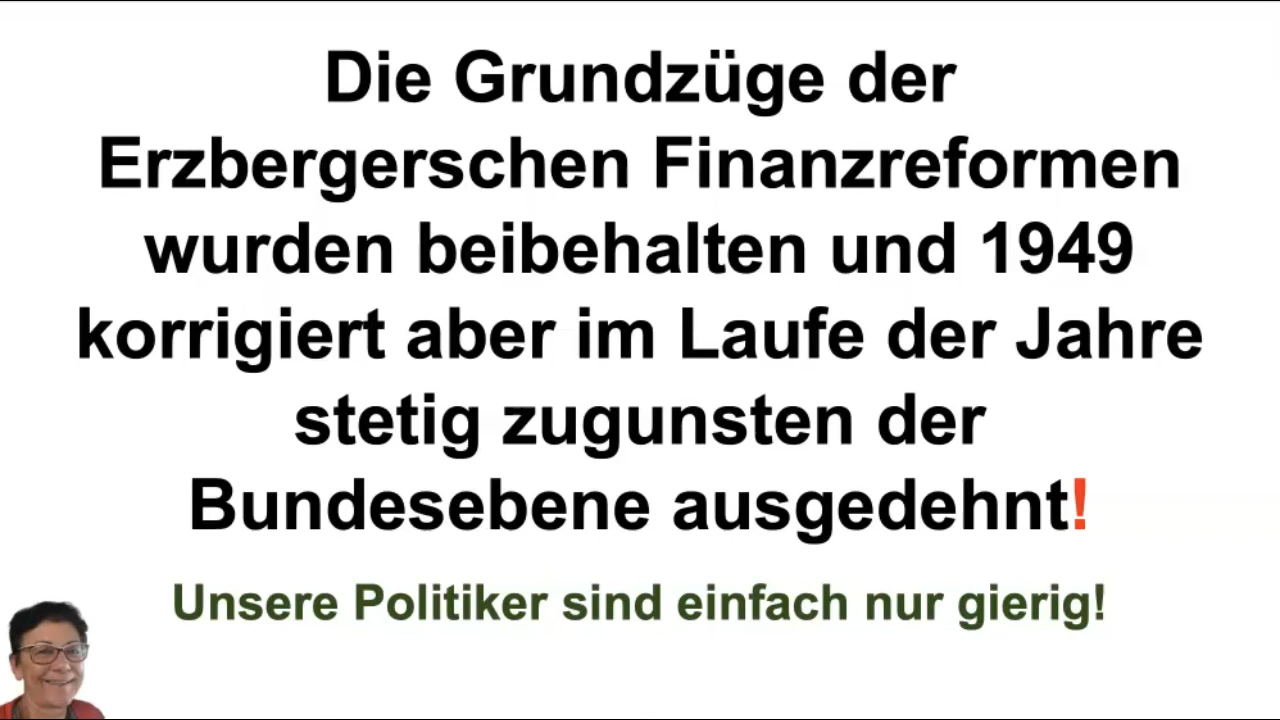 Die Grundzüge der
Erzbergerschen Finanzreformen
wurden beibehalten und 1949
korrigiert aber im Laufe der Jahre
stetig zugunsten der
Bundesebene ausgedehnt!
Unsere Politiker sind einfach nur gierig!